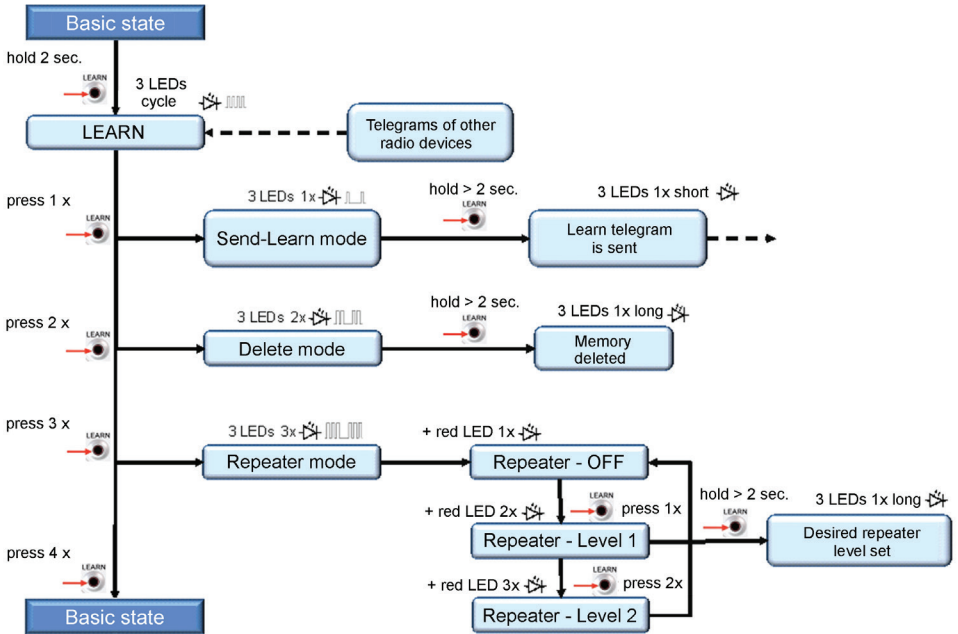 Basic state
hold 2 sec.
LEARN
3 LEDs
cycle
LEARN
Telegrams of other
radio devices
press 1 x
LEARN
3 LEDs 1x
Send-Learn mode
hold > 2 sec.
LEARN
3 LEDs 1x short
Learn telegram
is sent
press 2 x
LEARN
3 LEDs 2x
Delete mode
hold > 2 sec.
LEARN
3 LEDs 1x long
Memory
deleted
press 3 x
LEARN
3 LEDs 3x
Repeater mode
+ red LED 1x
Repeater - OFF
LEARN
press 1x
+ red LED 2x
Repeater - Level 1
hold > 2 sec.
LEARN
3 LEDs 1x long
Desired repeater
level set
LEARN
press 2x
+ red LED 3x
Repeater - Level 2
press 4 x
LEARN
Basic state